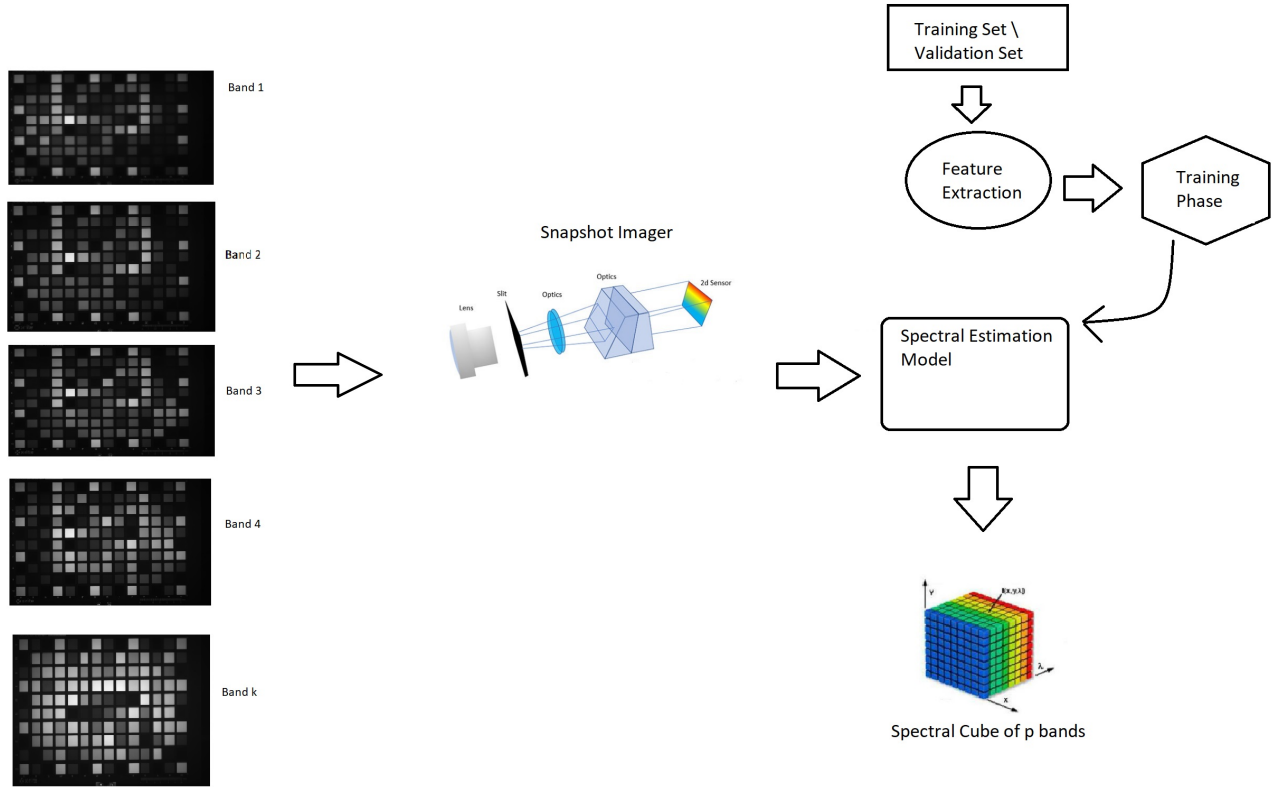 Band 1
Band 2
Band 3
Band 4
Band k
Snapshot Imager
Lens
Slit
Optics
Optics
2d Sensor
Training Set \
Validation Set
Feature
Extraction
Training
Phase
Spectral Estimation
Model
Y
I(x,y,λ)
λ
X
Spectral Cube of p bands